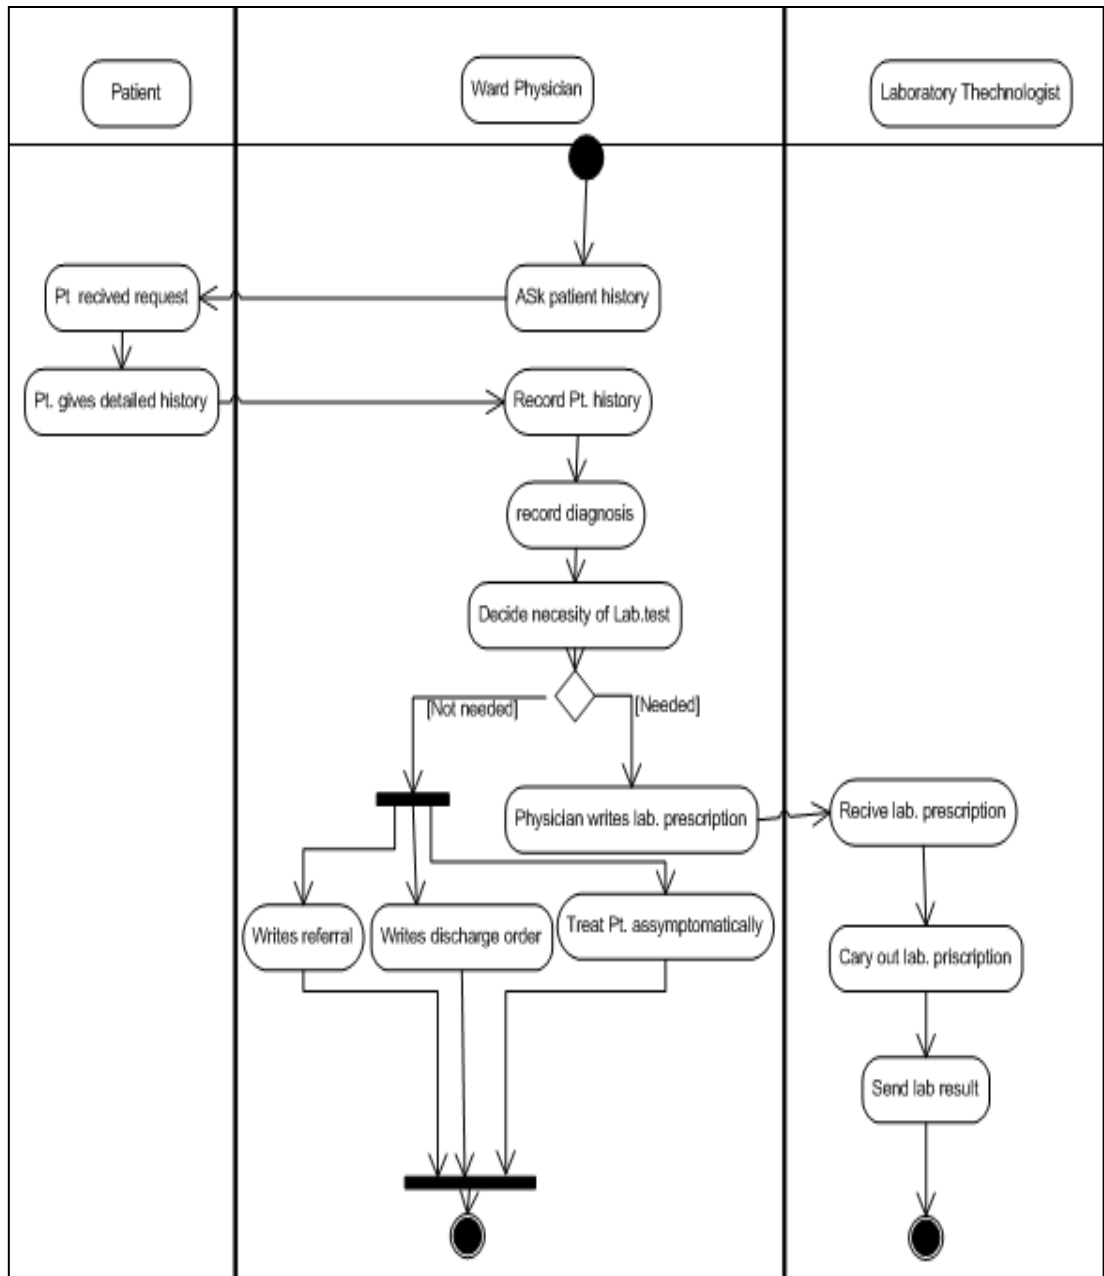 Patient
Ward Physician
Laboratory Thechnologist
Pt recived request
ASk patient history
Pt. gives detailed history
Record Pt. history
record diagnosis
Decide necesity of Lab.test
[Not needed]
[Needed]
Physician writes lab. prescription
Recive lab. prescription
Writes referral
Writes discharge order
Treat Pt. assymptomatically
Cary out lab. priscription
Send lab result